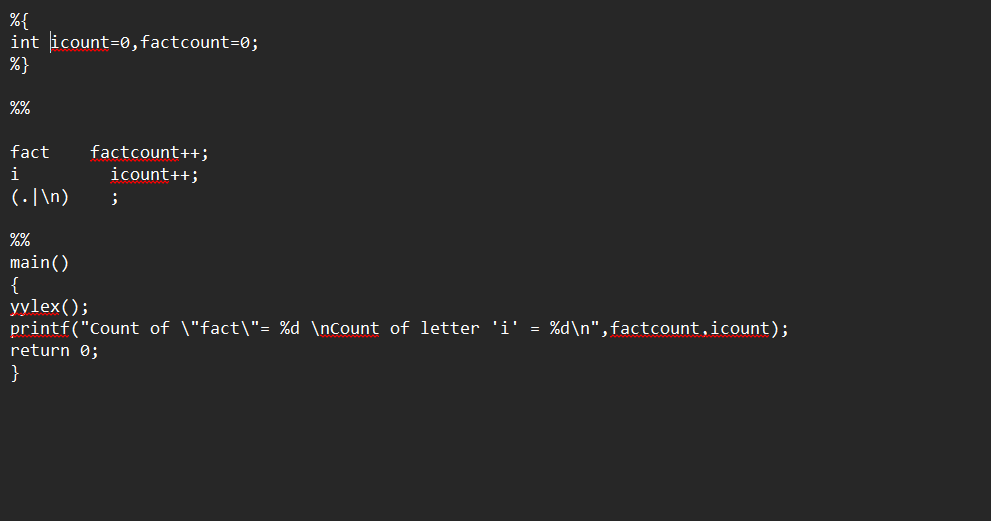 %{
int icount=0,factcount=0;
%}
%%
fact    factcount++;
i         icount++;
(.|\n)    ;
%%
main()
{
yylex();
printf("Count of \"fact\"= %d \nCount of letter 'i' = %d\n",factcount,icount);
return 0;
}